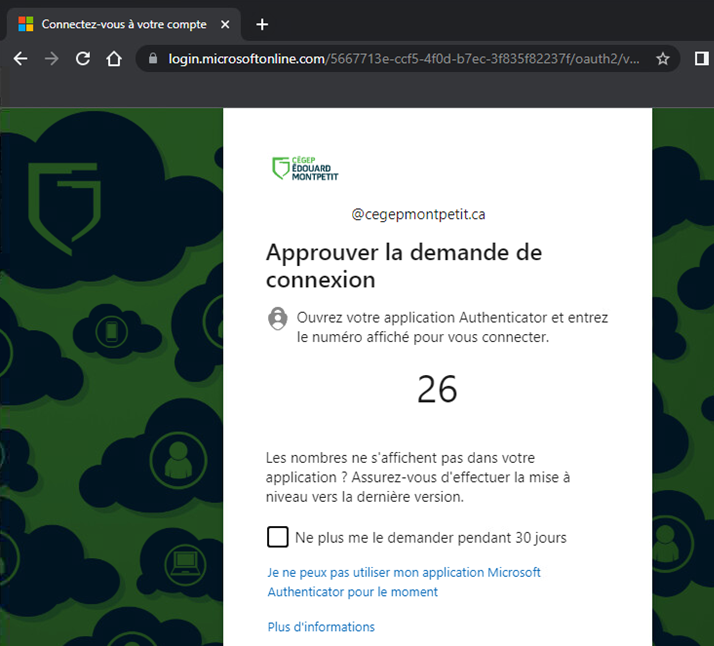 Connectez-vous à votre compte
login.microsoftonline.com/5667713e-ccf5-4f0d-b7ec-3f835f82237f/oauth2/v...
CÉGEP
ÉDOUARD
MONTPETIT
@cegepmontpetit.ca
Approuver la demande de
connexion
Ouvrez votre application Authenticator et entrez
le numéro affiché pour vous connecter.
26
Les nombres ne s'affichent pas dans votre
application ? Assurez-vous d'effectuer la mise à
niveau vers la dernière version.
Ne plus me le demander pendant 30 jours
Je ne peux pas utiliser mon application Microsoft
Authenticator pour le moment
Plus d'informations